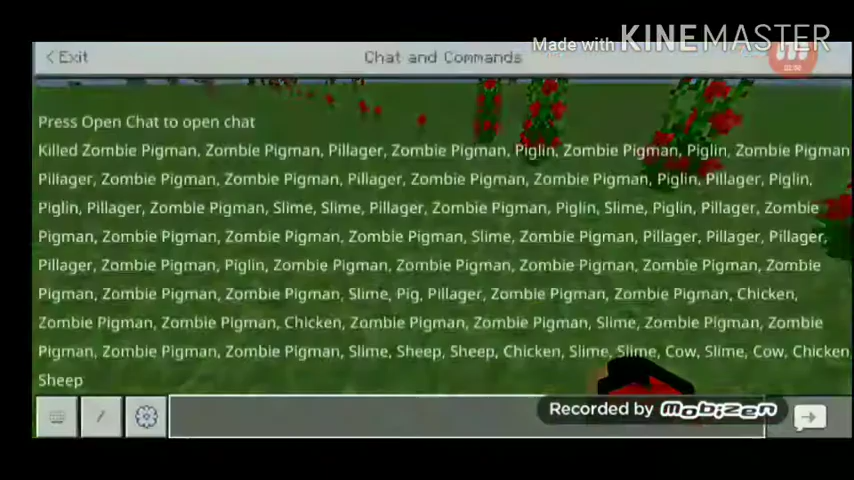 Made with KINEMASTER
Exit
Chat and Commands
Press Open Chat to open chat
Killed Zombie Pigman, Zombie Pigman, Pillager, Zombie Pigman, Piglin, Zombie Pigman, Piglin, Zombie Pigman
Pillager, Zombie Pigman, Zombie Pigman, Pillager, Zombie Pigman, Zombie Pigman, Piglin, Pillager, Piglin,
Piglin, Pillager, Zombie Pigman, Slime, Slime, Pillager, Zombie Pigman, Piglin, Slime, Piglin, Pillager, Zombie
Pigman, Zombie Pigman, Zombie Pigman, Zombie Pigman, Slime, Zombie Pigman, Pillager, Pillager, Pillager,
Pillager, Zombie Pigman, Piglin, Zombie Pigman, Zombie Pigman, Zombie Pigman, Zombie Pigman, Zombie
Pigman, Zombie Pigman, Zombie Pigman, Slime, Pig, Pillager, Zombie Pigman, Zombie Pigman, Chicken,
Zombie Pigman, Zombie Pigman, Chicken, Zombie Pigman, Zombie Pigman, Slime, Zombie Pigman, Zombie
Pigman, Zombie Pigman, Zombie Pigman, Slime, Sheep, Sheep, Chicken, Slime, Slime, Cow, Slime, Cow, Chicken
Sheep
/
Recorded by Mobizen